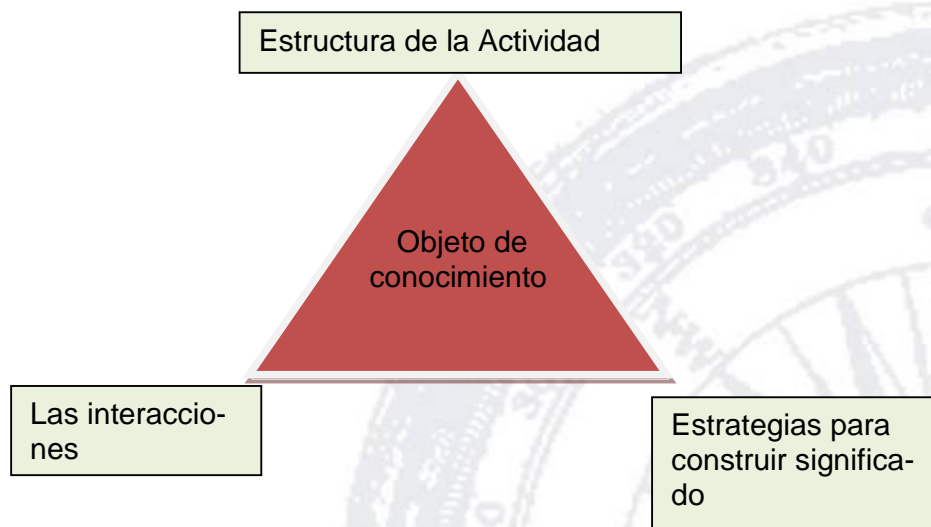 Estructura de la Actividad
Objeto de
conocimiento
Las interaccio-
nes
Estrategias para
construir significa-
do